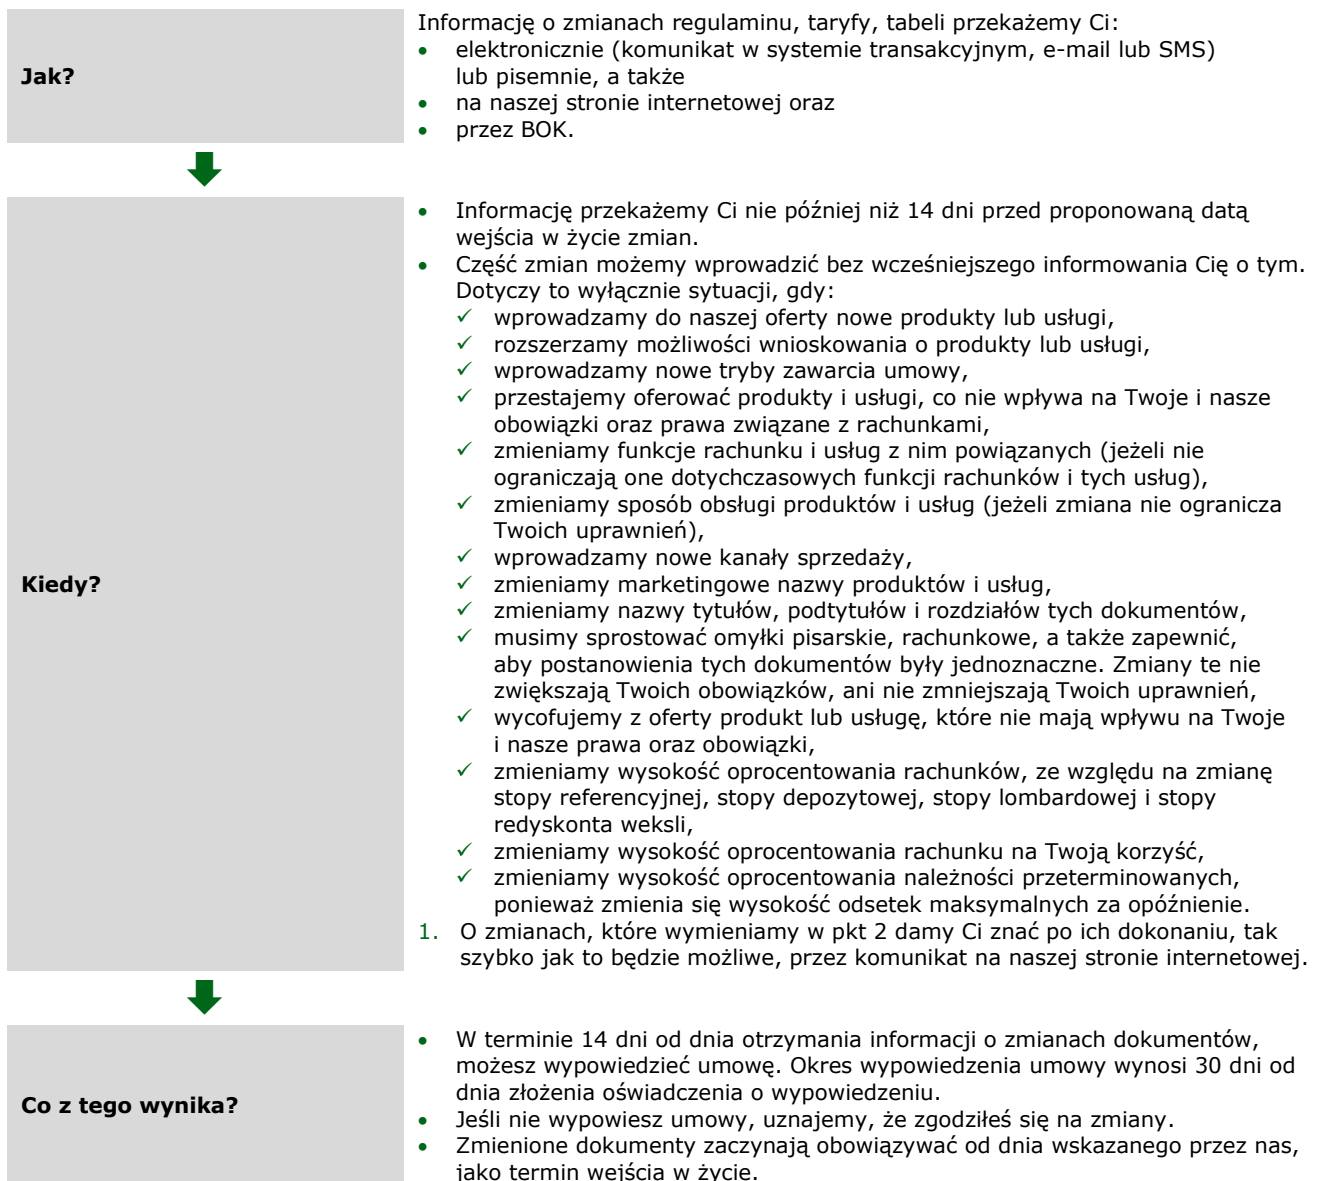 Jak?
Informację o zmianach regulaminu, taryfy, tabeli przekażemy Ci:
• elektronicznie (komunikat w systemie transakcyjnym, e-mail lub SMS)
lub pisemnie, a także
• na naszej stronie internetowej oraz
• przez BOK.
Kiedy?
• Informację przekażemy Ci nie później niż 14 dni przed proponowaną datą
wejścia w życie zmian.
• Część zmian możemy wprowadzić bez wcześniejszego informowania Cię o tym.
Dotyczy to wyłącznie sytuacji, gdy:
✓ wprowadzamy do naszej oferty nowe produkty lub usługi,
✓ rozszerzamy możliwości wnioskowania o produkty lub usługi,
✓ wprowadzamy nowe tryby zawarcia umowy,
✓ przestajemy oferować produkty i usługi, co nie wpływa na Twoje i nasze
obowiązki oraz prawa związane z rachunkami,
✓ zmieniamy funkcje rachunku i usług z nim powiązanych (jeżeli nie
ograniczają one dotychczasowych funkcji rachunków i tych usług),
✓ zmieniamy sposób obsługi produktów i usług (jeżeli zmiana nie ogranicza
Twoich uprawnień),
✓ wprowadzamy nowe kanały sprzedaży,
✓ zmieniamy marketingowe nazwy produktów i usług,
✓ zmieniamy nazwy tytułów, podtytułów i rozdziałów tych dokumentów,
✓ musimy sprostować omyłki pisarskie, rachunkowe, a także zapewnić,
aby postanowienia tych dokumentów były jednoznaczne. Zmiany te nie
zwiększają Twoich obowiązków, ani nie zmniejszają Twoich uprawnień,
✓ wycofujemy z oferty produkt lub usługę, które nie mają wpływu na Twoje
i nasze prawa oraz obowiązki,
✓ zmieniamy wysokość oprocentowania rachunków, ze względu na zmianę
stopy referencyjnej, stopy depozytowej, stopy lombardowej i stopy
redyskonta weksli,
✓ zmieniamy wysokość oprocentowania rachunku na Twoją korzyść,
✓ zmieniamy wysokość oprocentowania należności przeterminowanych,
ponieważ zmienia się wysokość odsetek maksymalnych za opóźnienie.
1. O zmianach, które wymieniamy w pkt 2 damy Ci znać po ich dokonaniu, tak
szybko jak to będzie możliwe, przez komunikat na naszej stronie internetowej.
Co z tego wynika?
• W terminie 14 dni od dnia otrzymania informacji o zmianach dokumentów,
możesz wypowiedzieć umowę. Okres wypowiedzenia umowy wynosi 30 dni od
dnia złożenia oświadczenia o wypowiedzeniu.
• Jeśli nie wypowiesz umowy, uznajemy, że zgodziłeś się na zmiany.
• Zmienione dokumenty zaczynają obowiązywać od dnia wskazanego przez nas,
jako termin wejścia w życie.